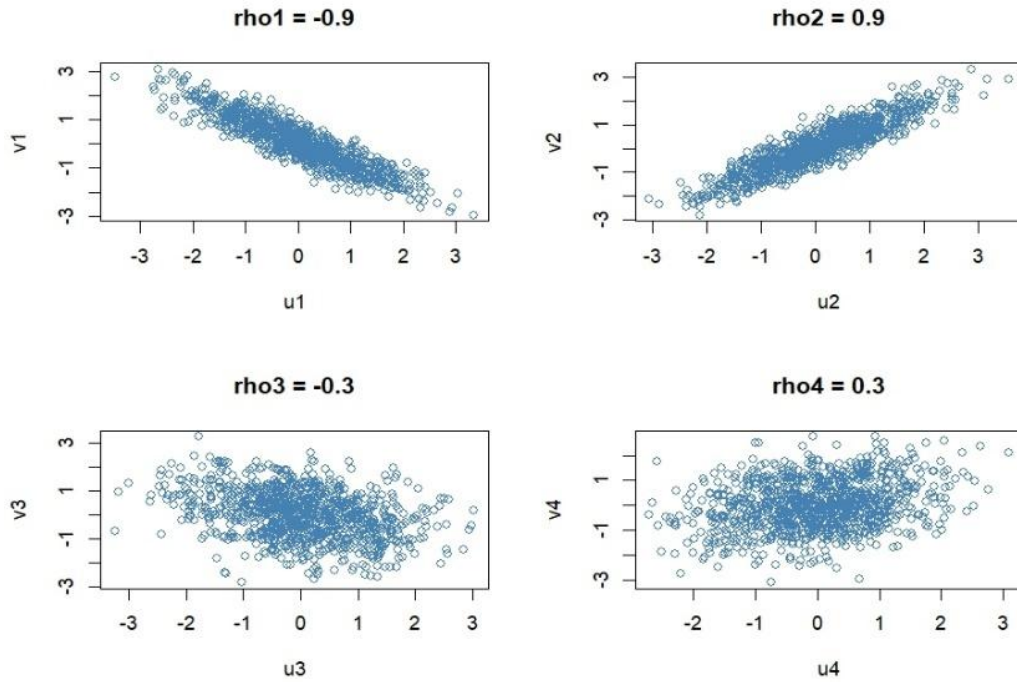 rho1 = -0.9
3
1
-1
-3
v1
-3 -2 -1 0 1 2 3
u1
rho2 = 0.9
3
1
-1
-3
v2
-3 -2 -1 0 1 2 3
u2
rho3 = -0.3
3
1
-1
-3
v3
-3 -2 -1 0 1 2 3
u3
rho4 = 0.3
1
-1
-3
v4
-2 -1 0 1 2 3
u4